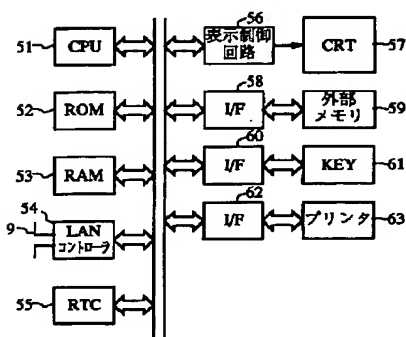 51
CPU
52
ROM
53
RAM
54
9
LAN
コントローラ
55
RTC
56
表示制御
回路
CRT
57
58
I/F
外部
メモリ
59
60
I/F
KEY
61
62
I/F
プリンタ
63